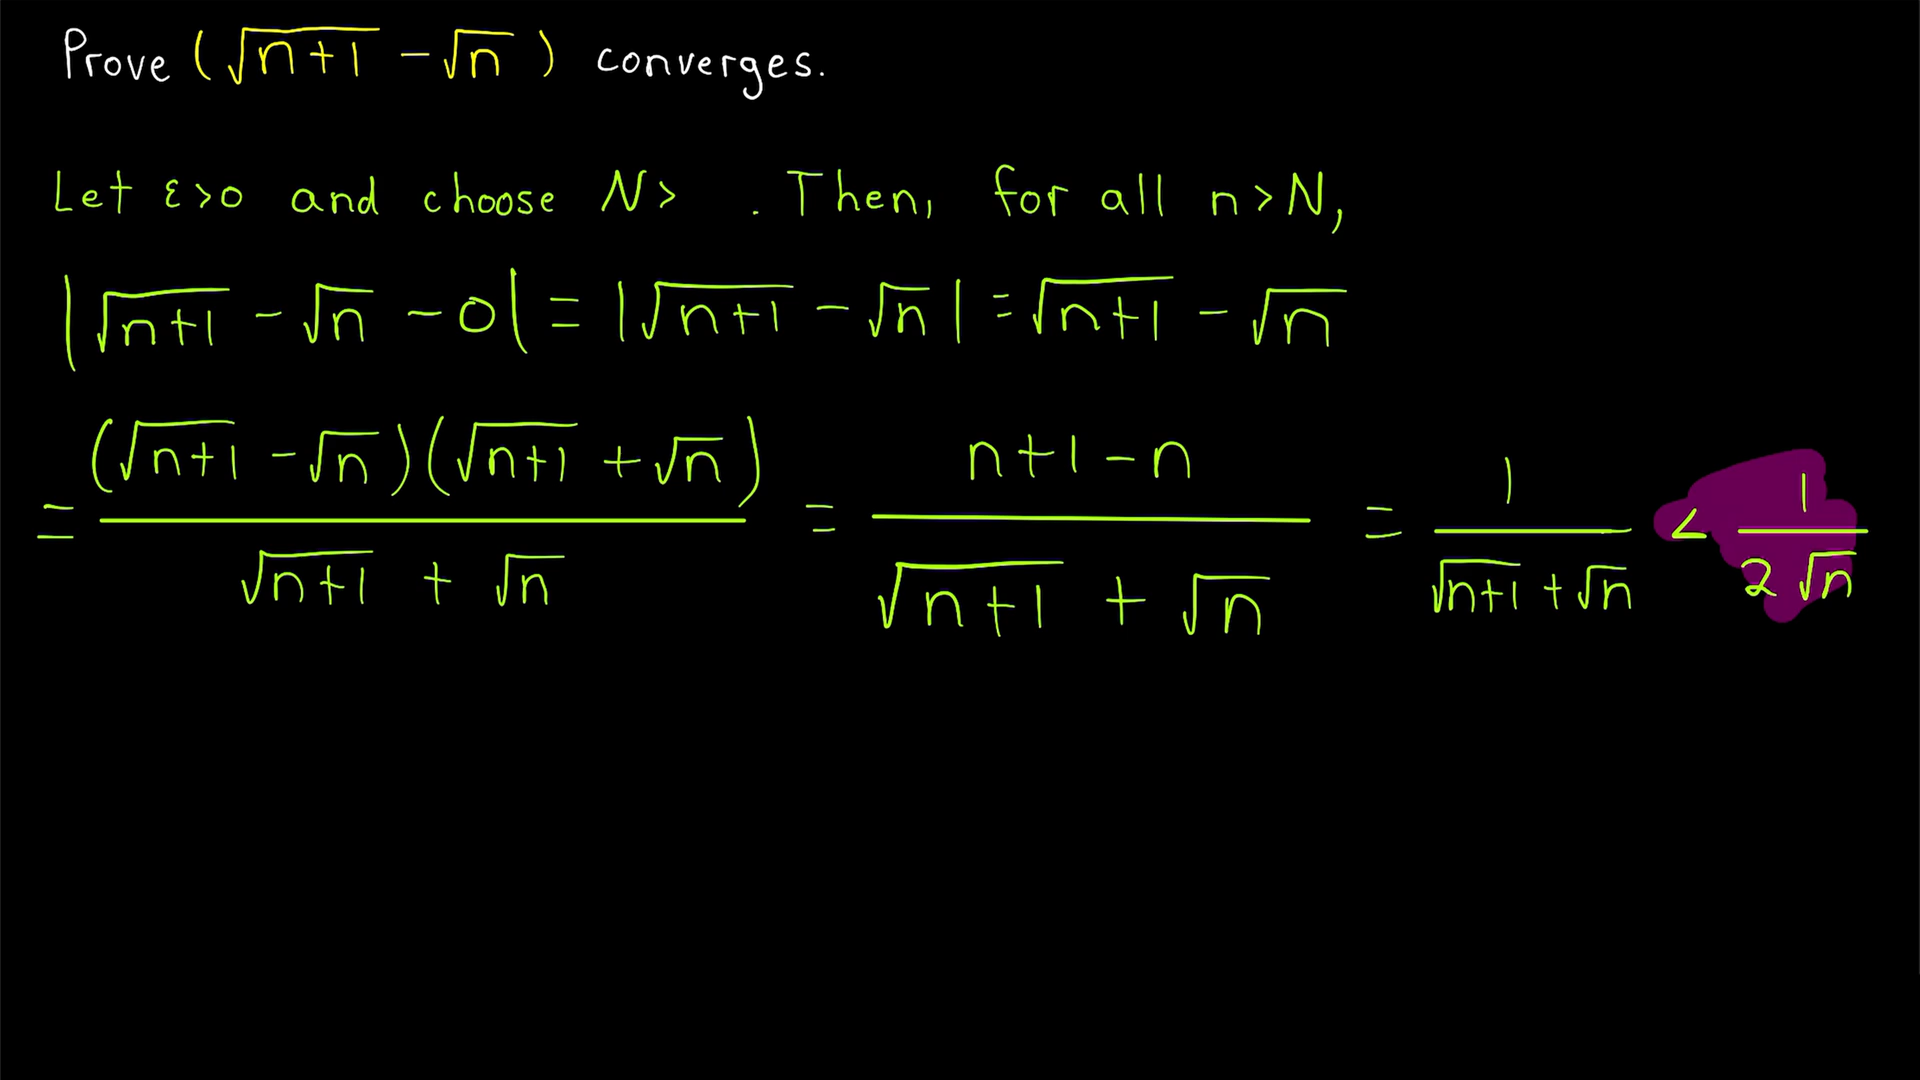 Prove (√n+1 - √n) converges.
Let ε>0 and choose N> . Then, for all n>N,
|√n+1 - √n - 0| = |√n+1 - √n| = √n+1 - √n
= (√n+1 - √n)(√n+1 + √n) / √n+1 + √n = n+1-n / √n+1 + √n = 1 / √n+1 + √n < 1 / 2√n